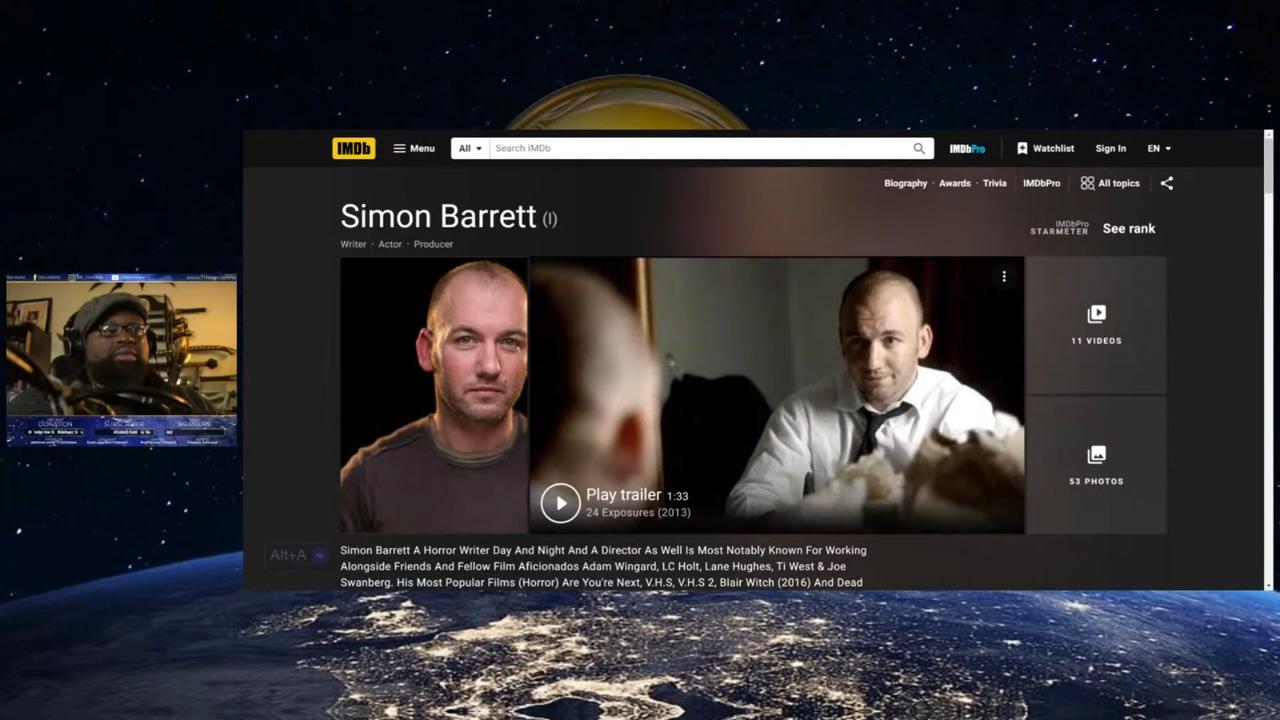 IMDb
Menu
All
Search IMDb
IMDbPro
Watchlist
Sign In
EN
Biography · Awards · Trivia
IMDbPro
All topics
Simon Barrett (I)
Writer · Actor · Producer
IMDbPro
STARMETER
See rank
Play trailer 1:33
24 Exposures (2013)
11 VIDEOS
53 PHOTOS
Alt+A
Simon Barrett A Horror Writer Day And Night And A Director As Well Is Most Notably Known For Working
Alongside Friends And Fellow Film Aficionados Adam Wingard, LC Holt, Lane Hughes, Ti West & Joe
Swanberg. His Most Popular Films (Horror) Are You're Next, V.H.S, V.H.S 2, Blair Witch (2016) And Dead
DONATION
SUBSCRIBER
MEMBERS